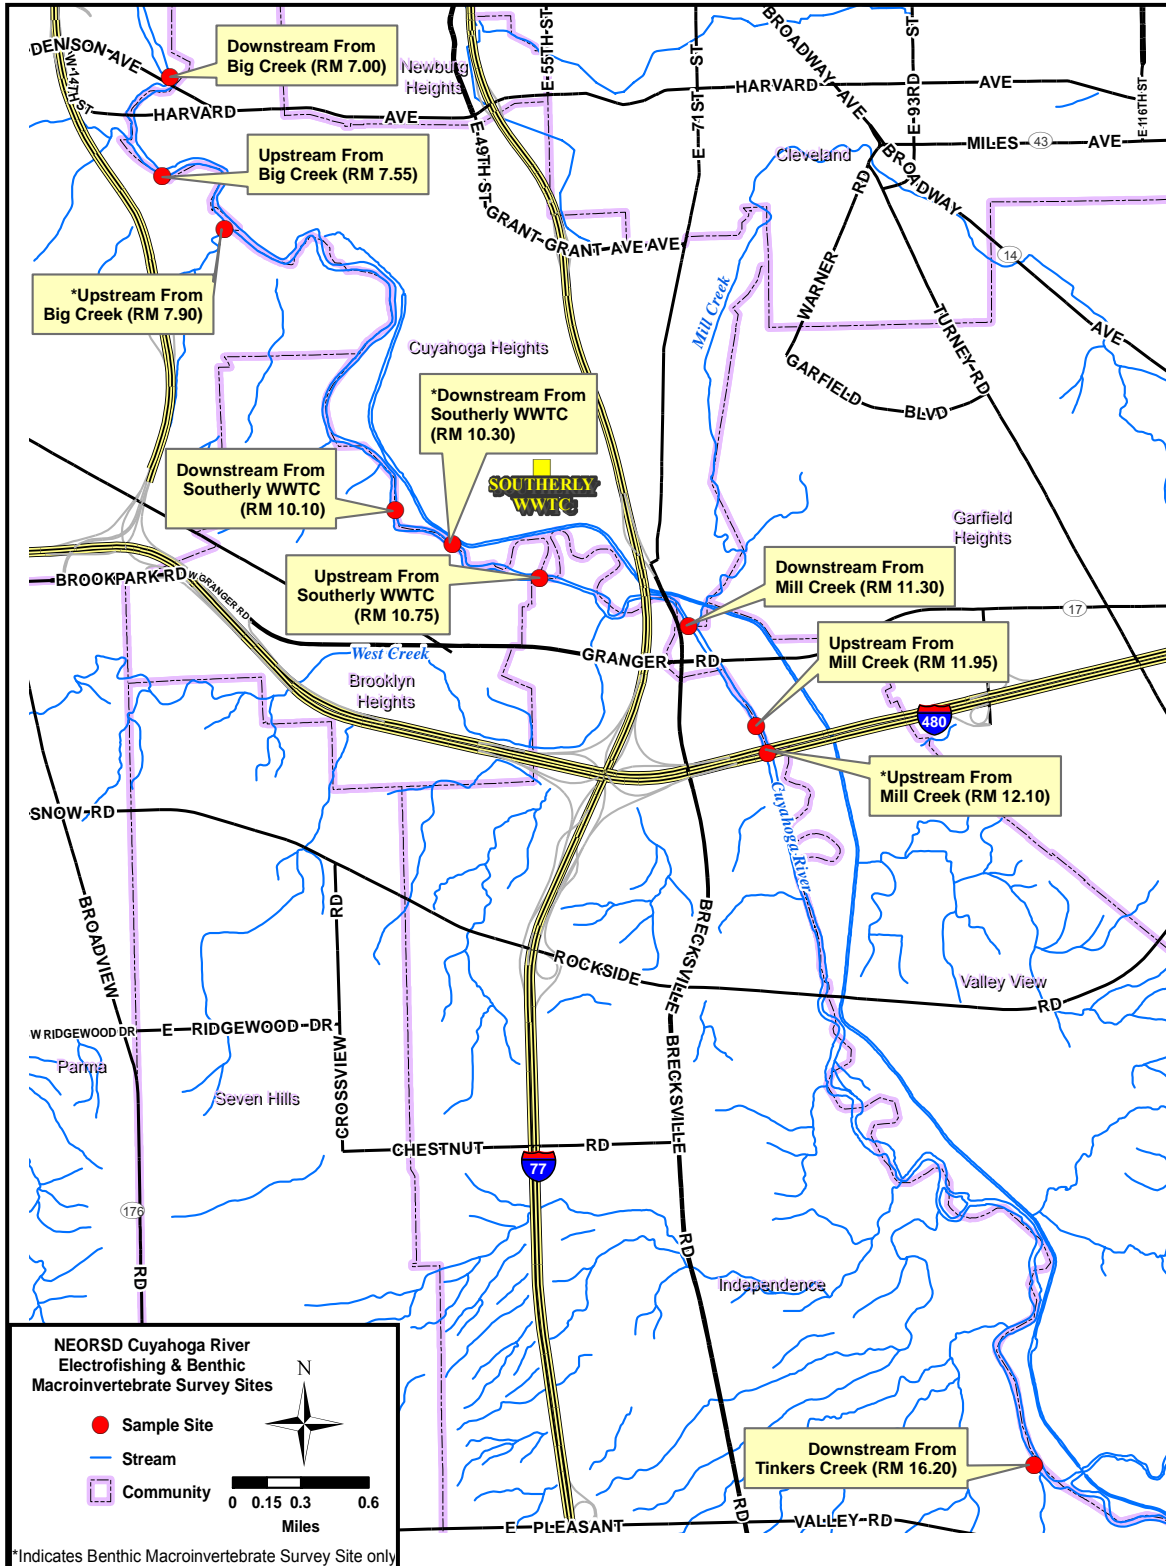 DENISON AVE
W 14TH ST
Downstream From
Big Creek (RM 7.00)
Newburg
Heights
E 55TH ST
E 71ST ST
BROADWAY AVE
E 93RD ST
E 116TH ST
HARVARD
AVE
HARVARD
AVE
MILES
43
AVE
Cleveland
BROADWAY
Upstream From
Big Creek (RM 7.55)
E 49TH ST
GRANT
GRANT AVE
AVE
WARNER
RD
14
AVE
*Upstream From
Big Creek (RM 7.90)
Mill Creek
TURNEY RD
GARFIELD
BLVD
Cuyahoga Heights
*Downstream From
Southerly WWTC
(RM 10.30)
Downstream From
Southerly WWTC
(RM 10.10)
SOUTHERLY
WWTC
Garfield
Heights
BROOKPARK RD
W GRANGER RD
Upstream From
Southerly WWTC
(RM 10.75)
Downstream From
Mill Creek (RM 11.30)
17
West Creek
GRANGER
RD
Upstream From
Mill Creek (RM 11.95)
Brooklyn
Heights
480
*Upstream From
Mill Creek (RM 12.10)
Cuyahoga River
SNOW RD
BROADVIEW
RD
RD
BRECKSVILLE
ROCKSIDE
Valley View
RD
W RIDGEWOOD DR
E
RIDGEWOOD
DR
Parma
Seven Hills
CROSSVIEW
BRECKSVILLE
CHESTNUT
RD
77
176
RD
Independence
NEORSD Cuyahoga River
Electrofishing & Benthic
Macroinvertebrate Survey Sites
N
Sample Site
Stream
Community
0 0.15 0.3 0.6
Miles
*Indicates Benthic Macroinvertebrate Survey Site only
Downstream From
Tinkers Creek (RM 16.20)
RD
E
PLEASANT
VALLEY RD